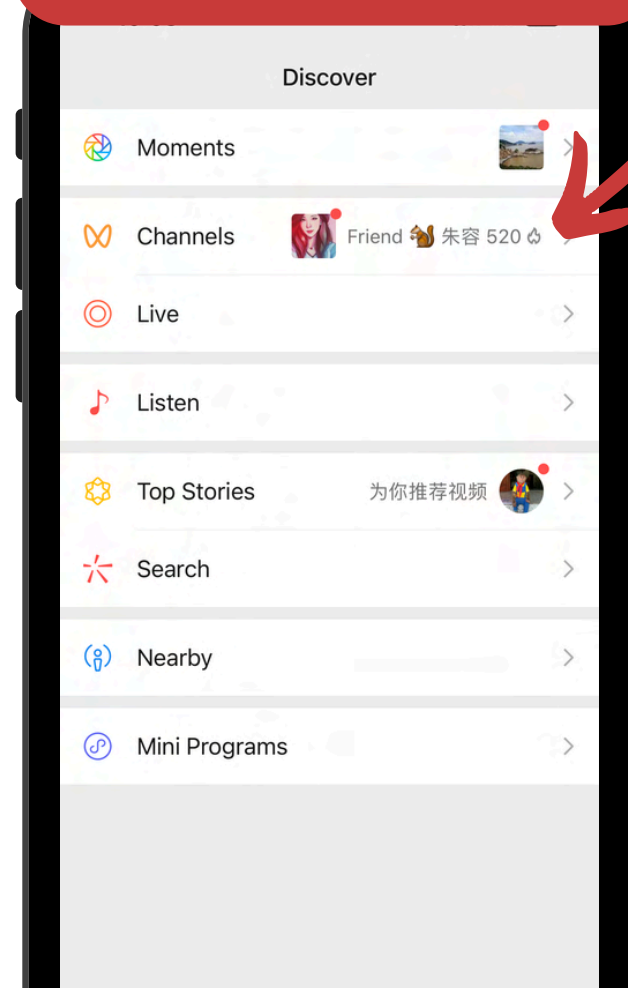 Discover
Moments
Channels Friend 🐿️ 朱容 520
Live
Listen
Top Stories 为你推荐视频
Search
Nearby
Mini Programs